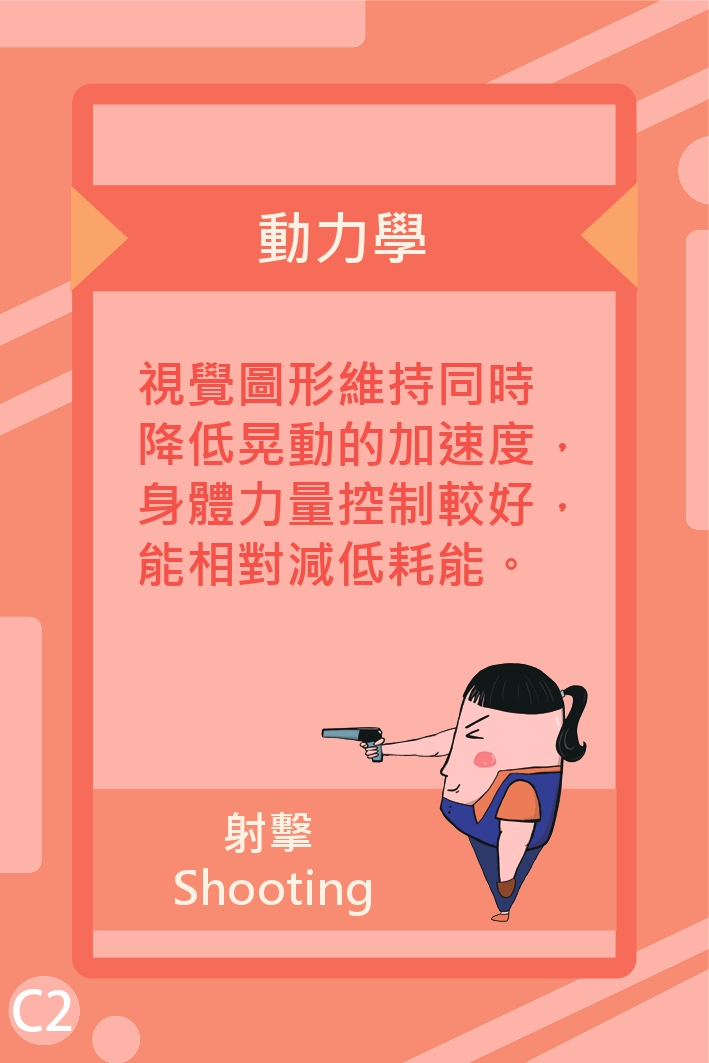 動力學
視覺圖形維持同時
降低晃動的加速度，
身體力量控制較好，
能相對減低耗能。
射擊
Shooting
C2